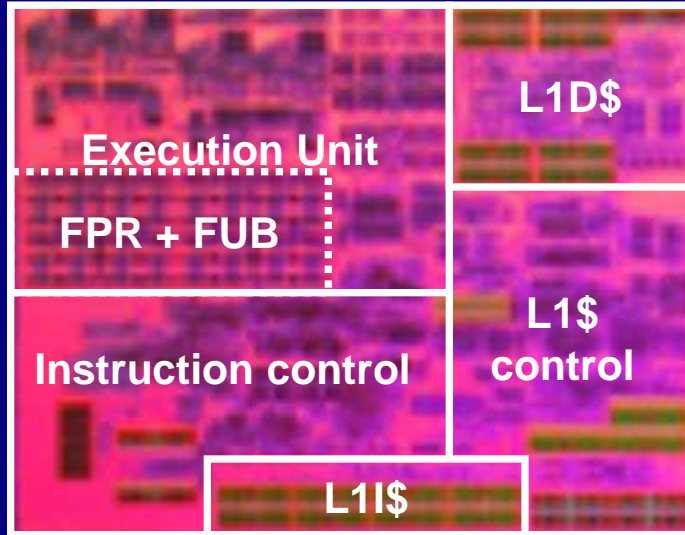 Execution Unit
FPR + FUB
L1D$
L1$
control
Instruction control
L1I$